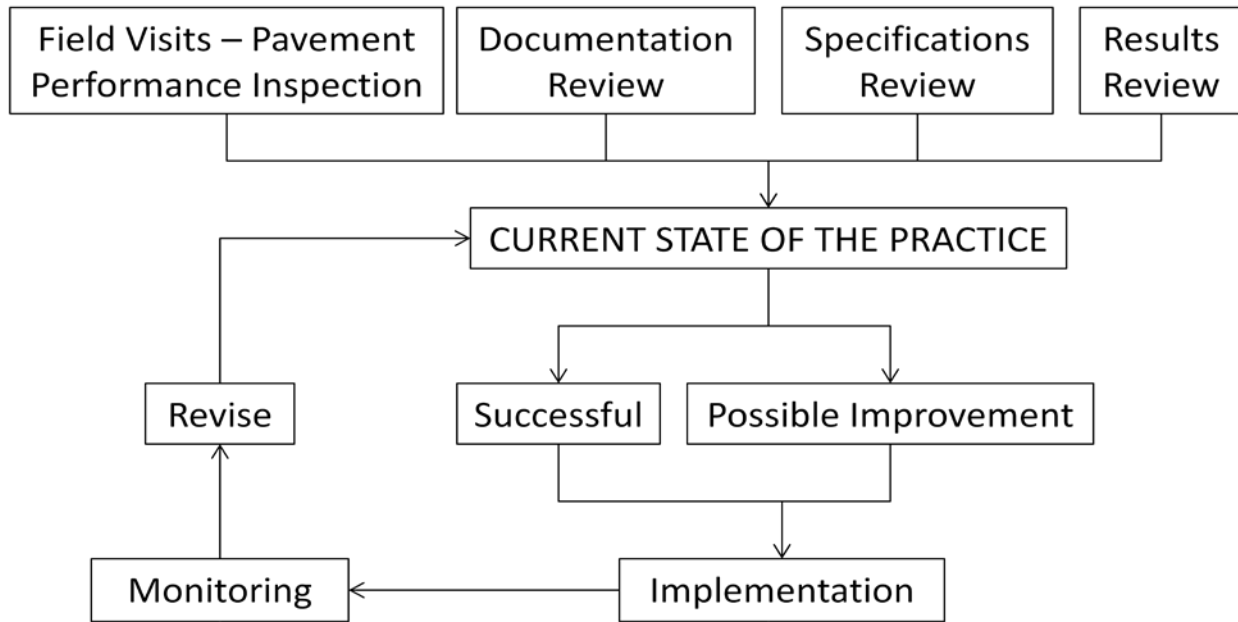 Field Visits – Pavement
Performance Inspection
Documentation
Review
Specifications
Review
Results
Review
CURRENT STATE OF THE PRACTICE
Revise
Successful
Possible Improvement
Monitoring
Implementation